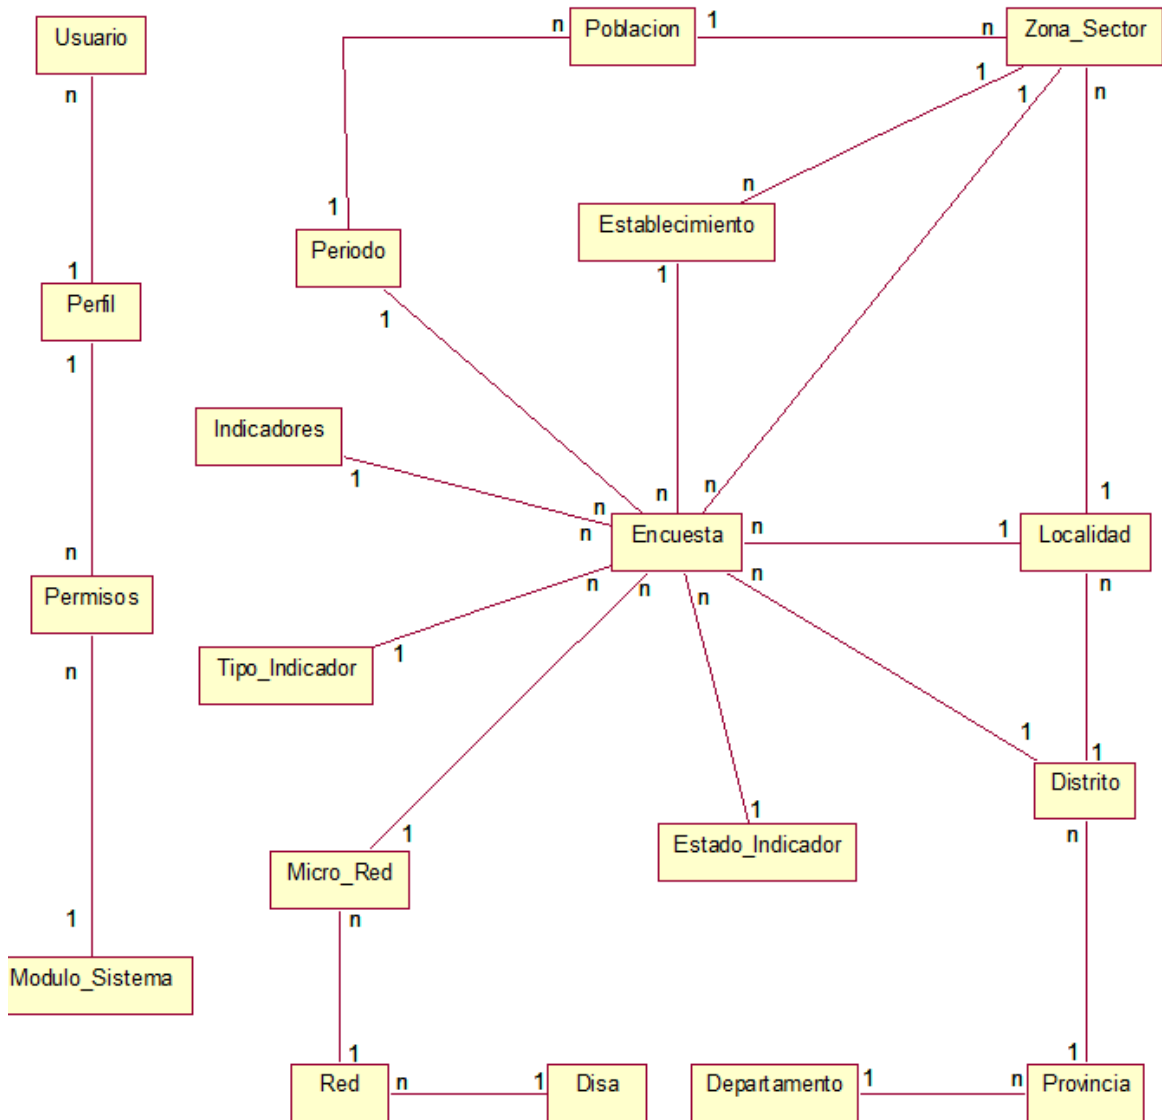 Usuario
n
1
Perfil
1
n
Permisos
n
1
Modulo_Sistema
n
Poblacion
1
n
Zona_Sector
1
1
n
n
1
Periodo
1
Establecimiento
1
Indicadores
1
n
n
n
n
Encuesta
n
1
1
Localidad
n
n
n
n
n
Tipo_Indicador
1
1
1
Distrito
n
1
Estado_Indicador
1
Micro_Red
n
1
Red
n
1
Disa
Departamento
1
n
1
Provincia